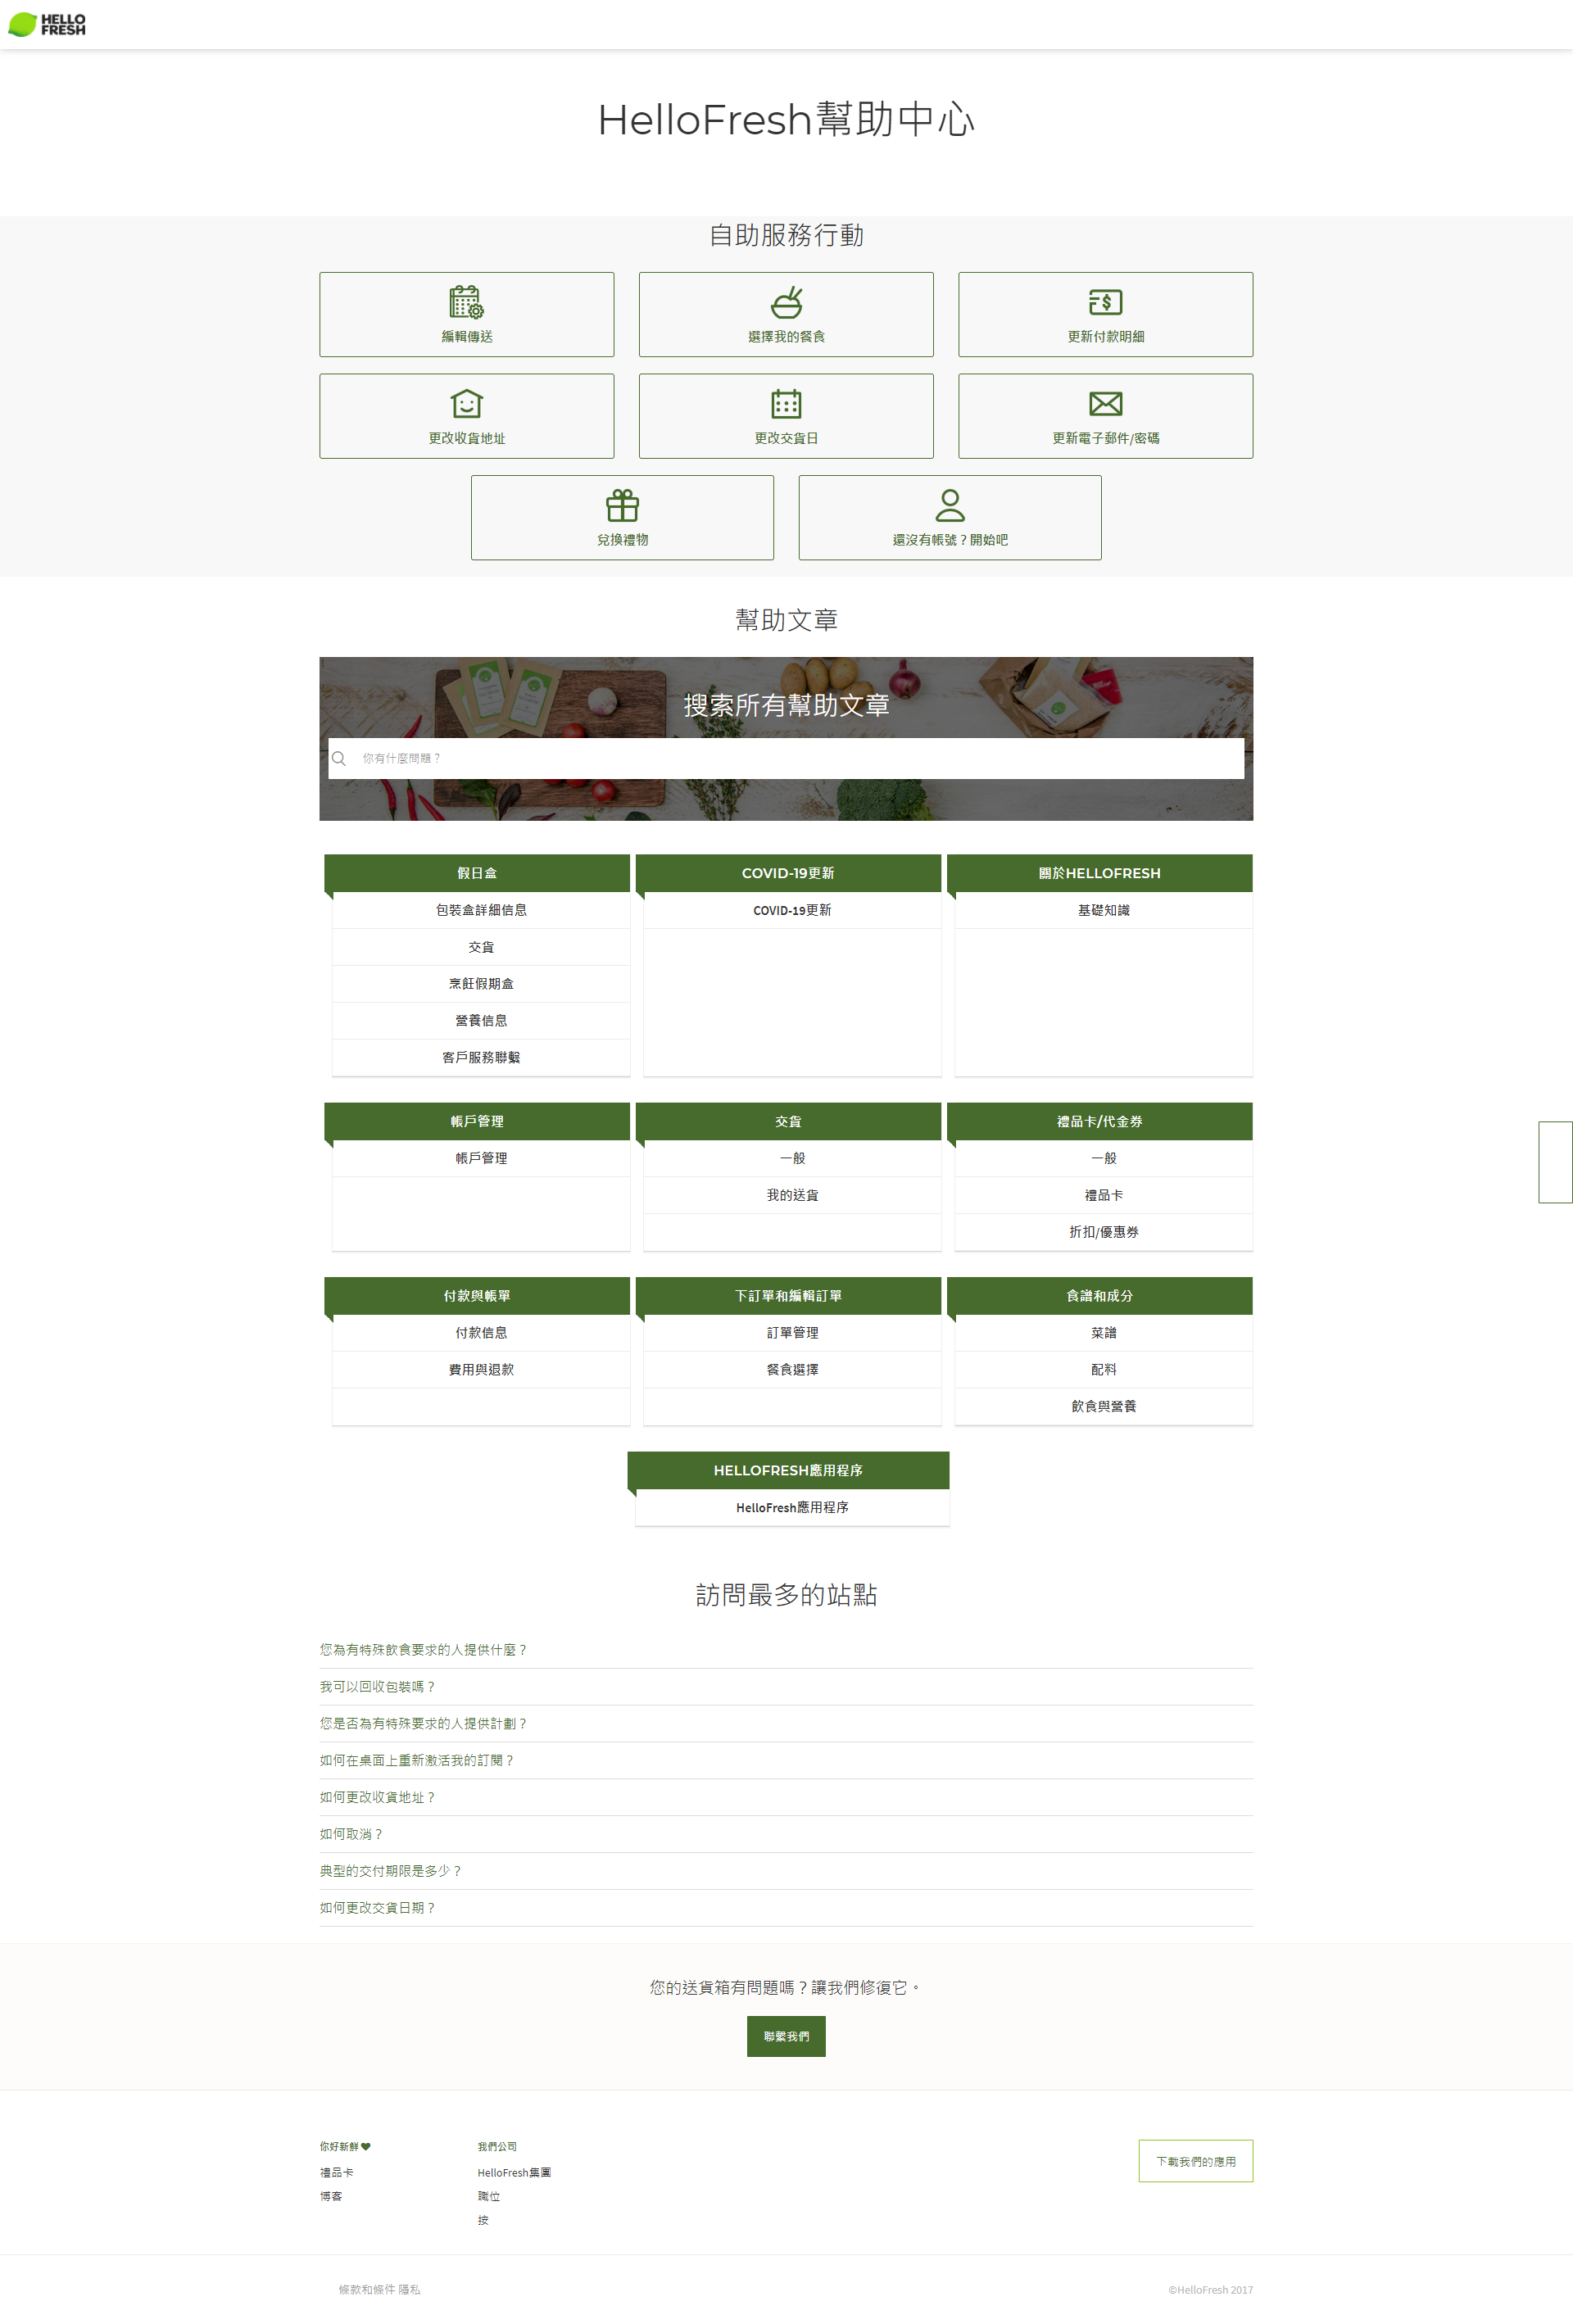 HELLO
FRESH
HelloFresh幫助中心
自助服務行動
編輯傳送
選擇我的餐食
更新付款明細
更改收貨地址
更改交貨日
更新電子郵件/密碼
兌換禮物
還沒有帳號？開始吧
幫助文章
搜索所有幫助文章
你有什麼問題？
假日盒
COVID-19更新
關於HELLOFRESH
包裝盒詳細信息
COVID-19更新
基礎知識
交貨
烹飪假期盒
營養信息
客戶服務聯繫
帳戶管理
交貨
禮品卡/代金券
帳戶管理
一般
一般
我的送貨
禮品卡
折扣/優惠券
付款與帳單
下訂單和編輯訂單
食譜和成分
付款信息
訂單管理
菜譜
費用與退款
餐食選擇
配料
飲食與營養
HELLOFRESH應用程序
HelloFresh應用程序
訪問最多的站點
您為有特殊飲食要求的人提供什麼？
我可以回收包裝嗎？
您是否為有特殊要求的人提供計劃？
如何在桌面上重新激活我的訂閱？
如何更改收貨地址？
如何取消？
典型的交付期限是多少？
如何更改交貨日期？
您的送貨箱有問題嗎？讓我們修復它。
聯繫我們
你好新鮮
我們公司
下載我們的應用
禮品卡
HelloFresh集團
博客
職位
按
條款和條件 隱私
©HelloFresh 2017